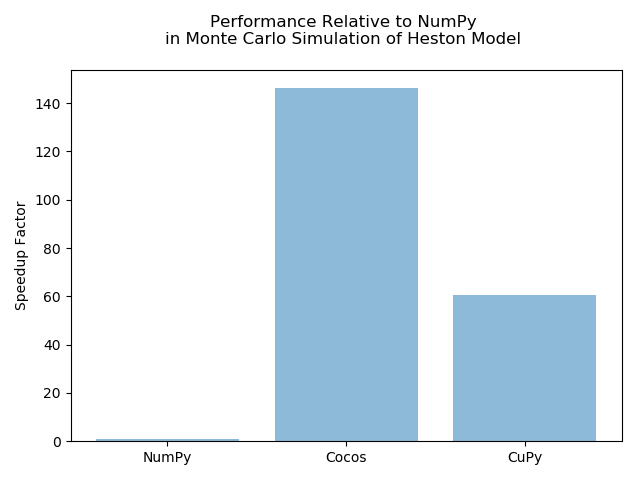 Performance Relative to NumPy
in Monte Carlo Simulation of Heston Model
Speedup Factor
140
120
100
80
60
40
20
0
NumPy
Cocos
CuPy